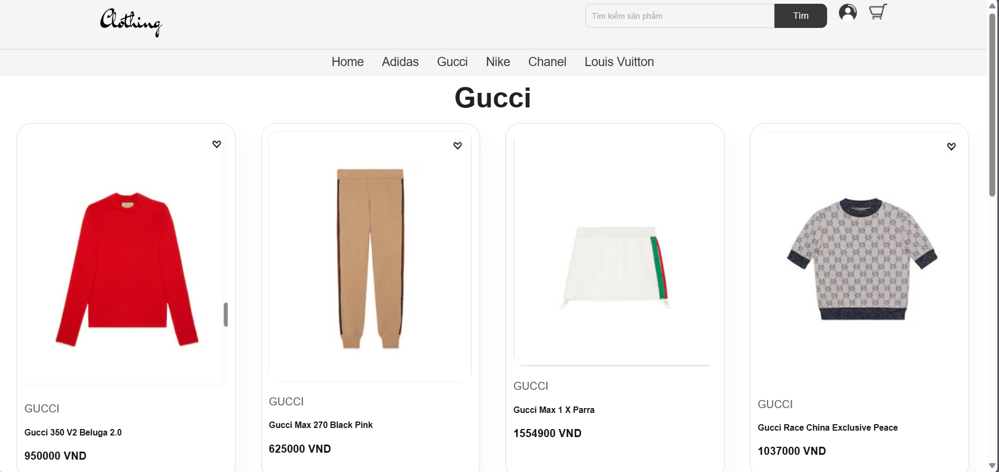 Clothing
Tìm kiếm sản phẩm
Tìm
Home Adidas Gucci Nike Chanel Louis Vuitton
Gucci
GUCCI
Gucci 350 V2 Beluga 2.0
950000 VND
GUCCI
Gucci Max 270 Black Pink
625000 VND
GUCCI
Gucci Max 1 X Parra
1554900 VND
GUCCI
Gucci Race China Exclusive Peace
1037000 VND